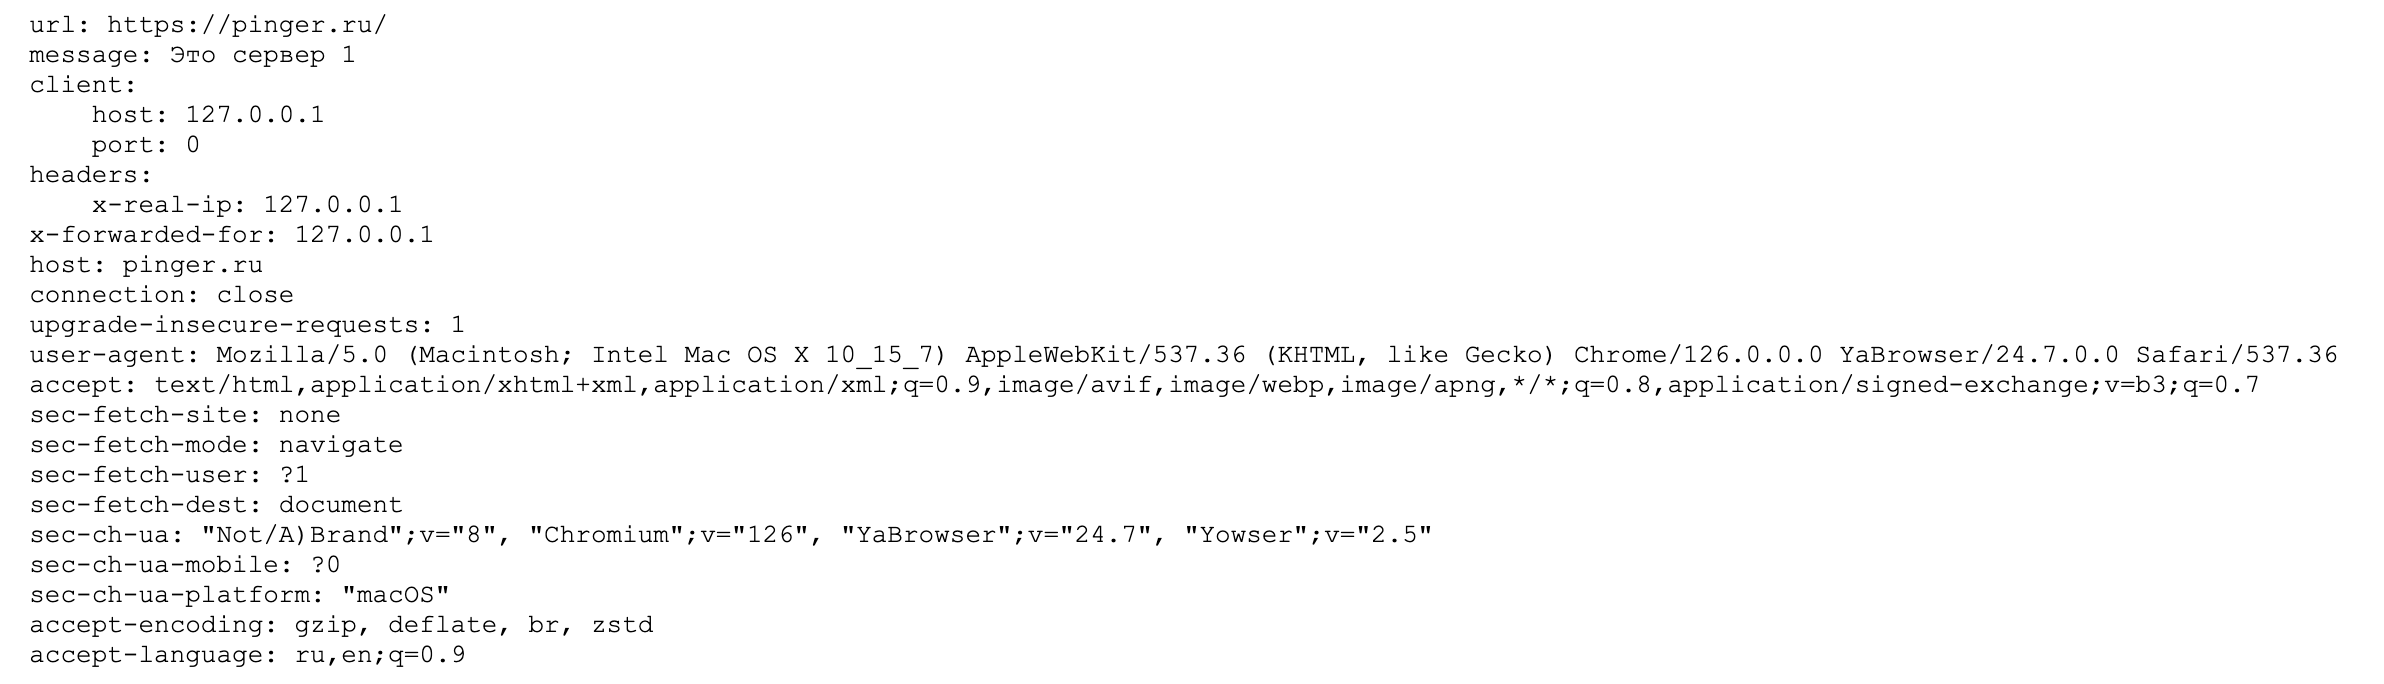 url: https://pinger.ru/
message: Это сервер 1
client:
    host: 127.0.0.1
    port: 0
headers:
    x-real-ip: 127.0.0.1
x-forwarded-for: 127.0.0.1
host: pinger.ru
connection: close
upgrade-insecure-requests: 1
user-agent: Mozilla/5.0 (Macintosh; Intel Mac OS X 10_15_7) AppleWebKit/537.36 (KHTML, like Gecko) Chrome/126.0.0.0 YaBrowser/24.7.0.0 Safari/537.36
accept: text/html,application/xhtml+xml,application/xml;q=0.9,image/avif,image/webp,image/apng,*/*;q=0.8,application/signed-exchange;v=b3;q=0.7
sec-fetch-site: none
sec-fetch-mode: navigate
sec-fetch-user: ?1
sec-fetch-dest: document
sec-ch-ua: "Not/A)Brand";v="8", "Chromium";v="126", "YaBrowser";v="24.7", "Yowser";v="2.5"
sec-ch-ua-mobile: ?0
sec-ch-ua-platform: "macOS"
accept-encoding: gzip, deflate, br, zstd
accept-language: ru,en;q=0.9